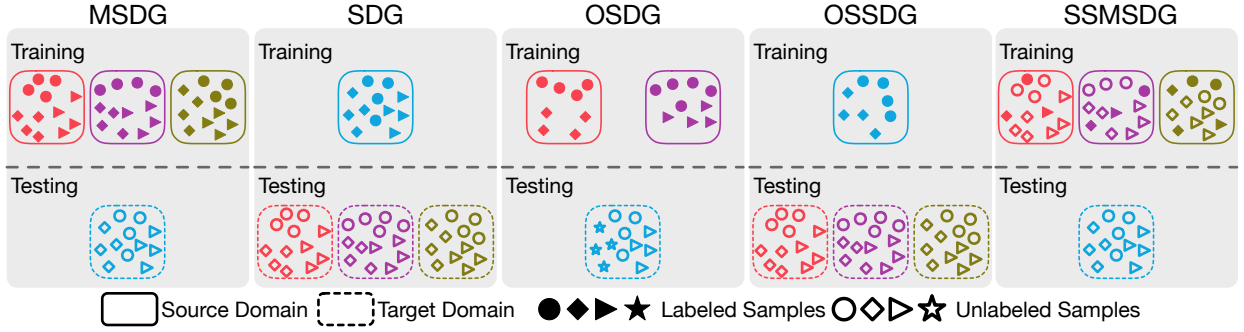 MSDG SDG OSDG OSSDG SSMSDG
Training Training Training Training Training
Testing Testing Testing Testing Testing
Source Domain Target Domain Labeled Samples Unlabeled Samples